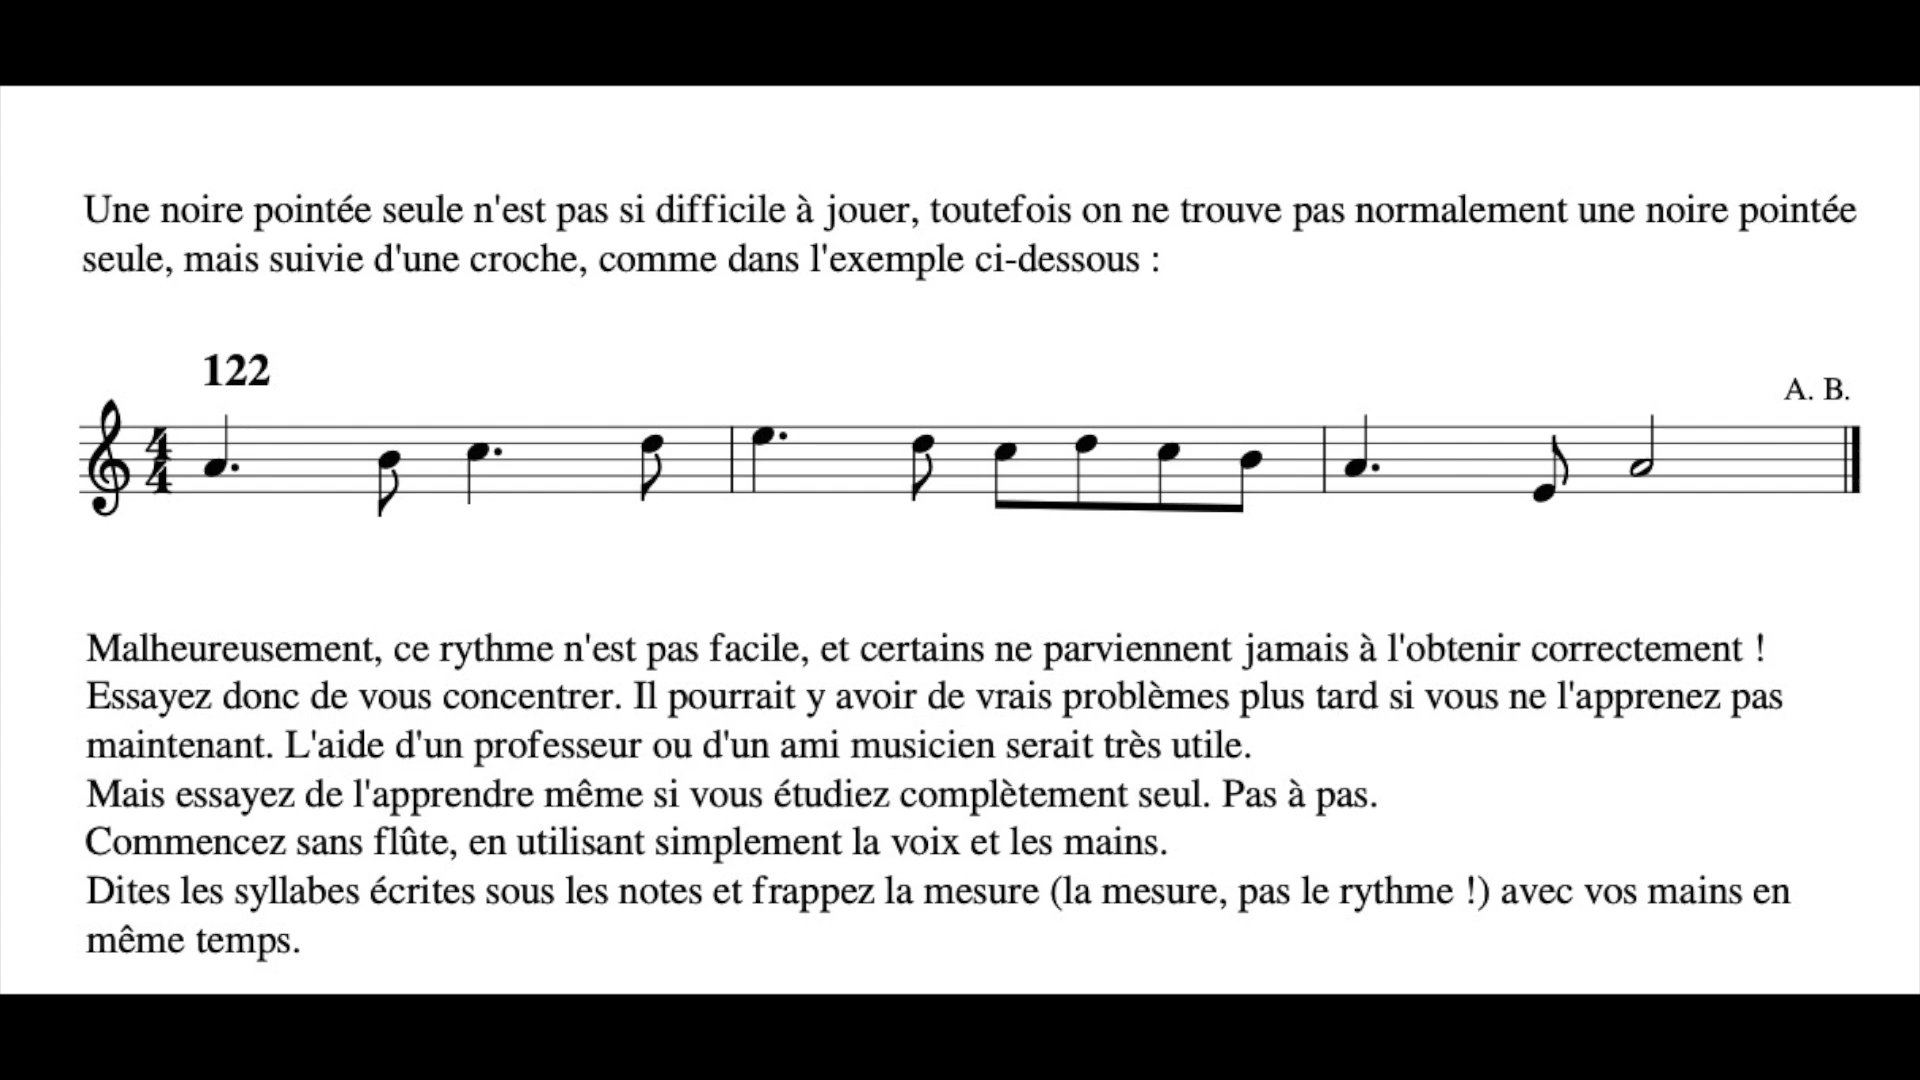 Une noire pointée seule n'est pas si difficile à jouer, toutefois on ne trouve pas normalement une noire pointée
seule, mais suivie d'une croche, comme dans l'exemple ci-dessous :
122
A. B.
4
4
Malheureusement, ce rythme n'est pas facile, et certains ne parviennent jamais à l'obtenir correctement !
Essayez donc de vous concentrer. Il pourrait y avoir de vrais problèmes plus tard si vous ne l'apprenez pas
maintenant. L'aide d'un professeur ou d'un ami musicien serait très utile.
Mais essayez de l'apprendre même si vous étudiez complètement seul. Pas à pas.
Commencez sans flûte, en utilisant simplement la voix et les mains.
Dites les syllabes écrites sous les notes et frappez la mesure (la mesure, pas le rythme !) avec vos mains en
même temps.